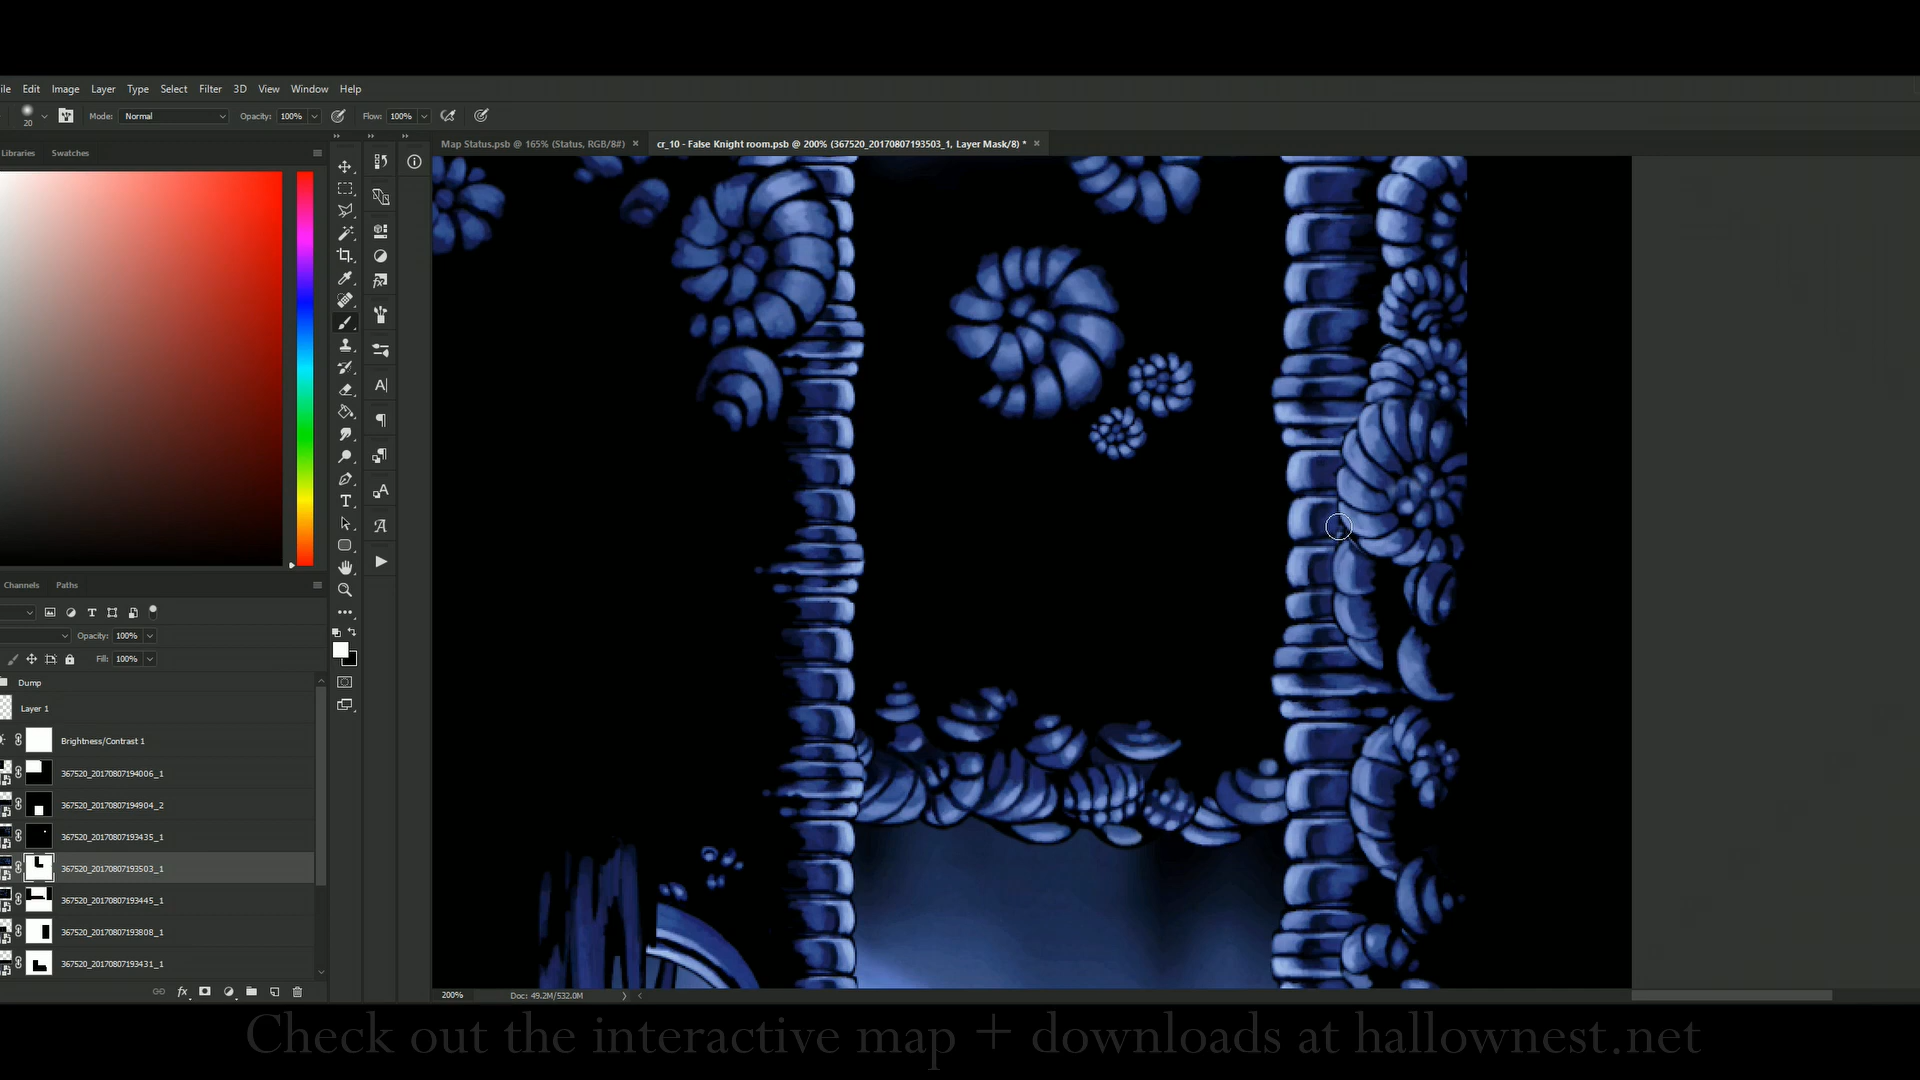 ile Edit Image Layer Type Select Filter 3D View Window Help
20 Mode: Normal Opacity: 100% Flow: 100%
Libraries Swatches
Map Status.psb @ 165% (Status, RGB/8#) × cr_10 - False Knight room.psb @ 200% (367520_20170807193503_1, Layer Mask/8) * ×
Channels Paths
Opacity: 100%
Fill: 100%
Dump
Layer 1
Brightness/Contrast 1
367520_20170807194006_1
367520_20170807194904_2
367520_20170807193435_1
367520_20170807193503_1
367520_20170807193445_1
367520_20170807193808_1
367520_20170807193431_1
200% Doc: 49.2M/532.0M
Check out the interactive map + downloads at hallownest.net